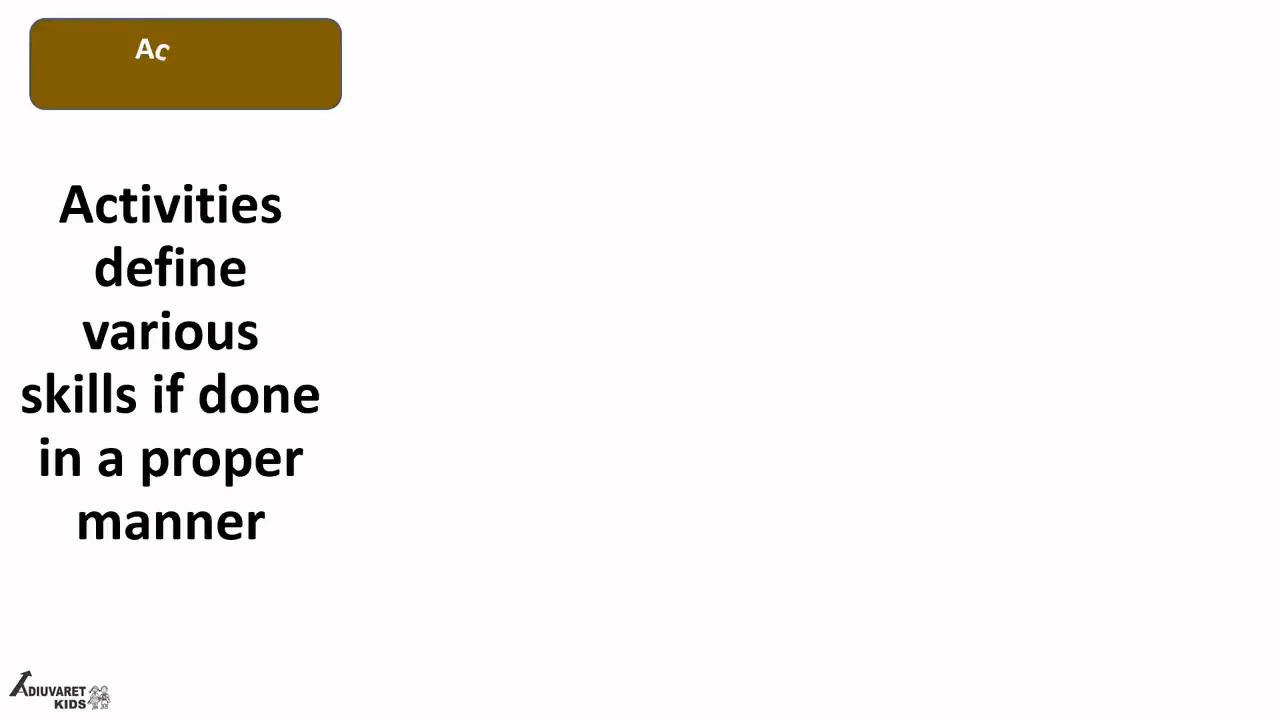 Ac
Activities
define
various
skills if done
in a proper
manner
ADIUVARET
KIDS